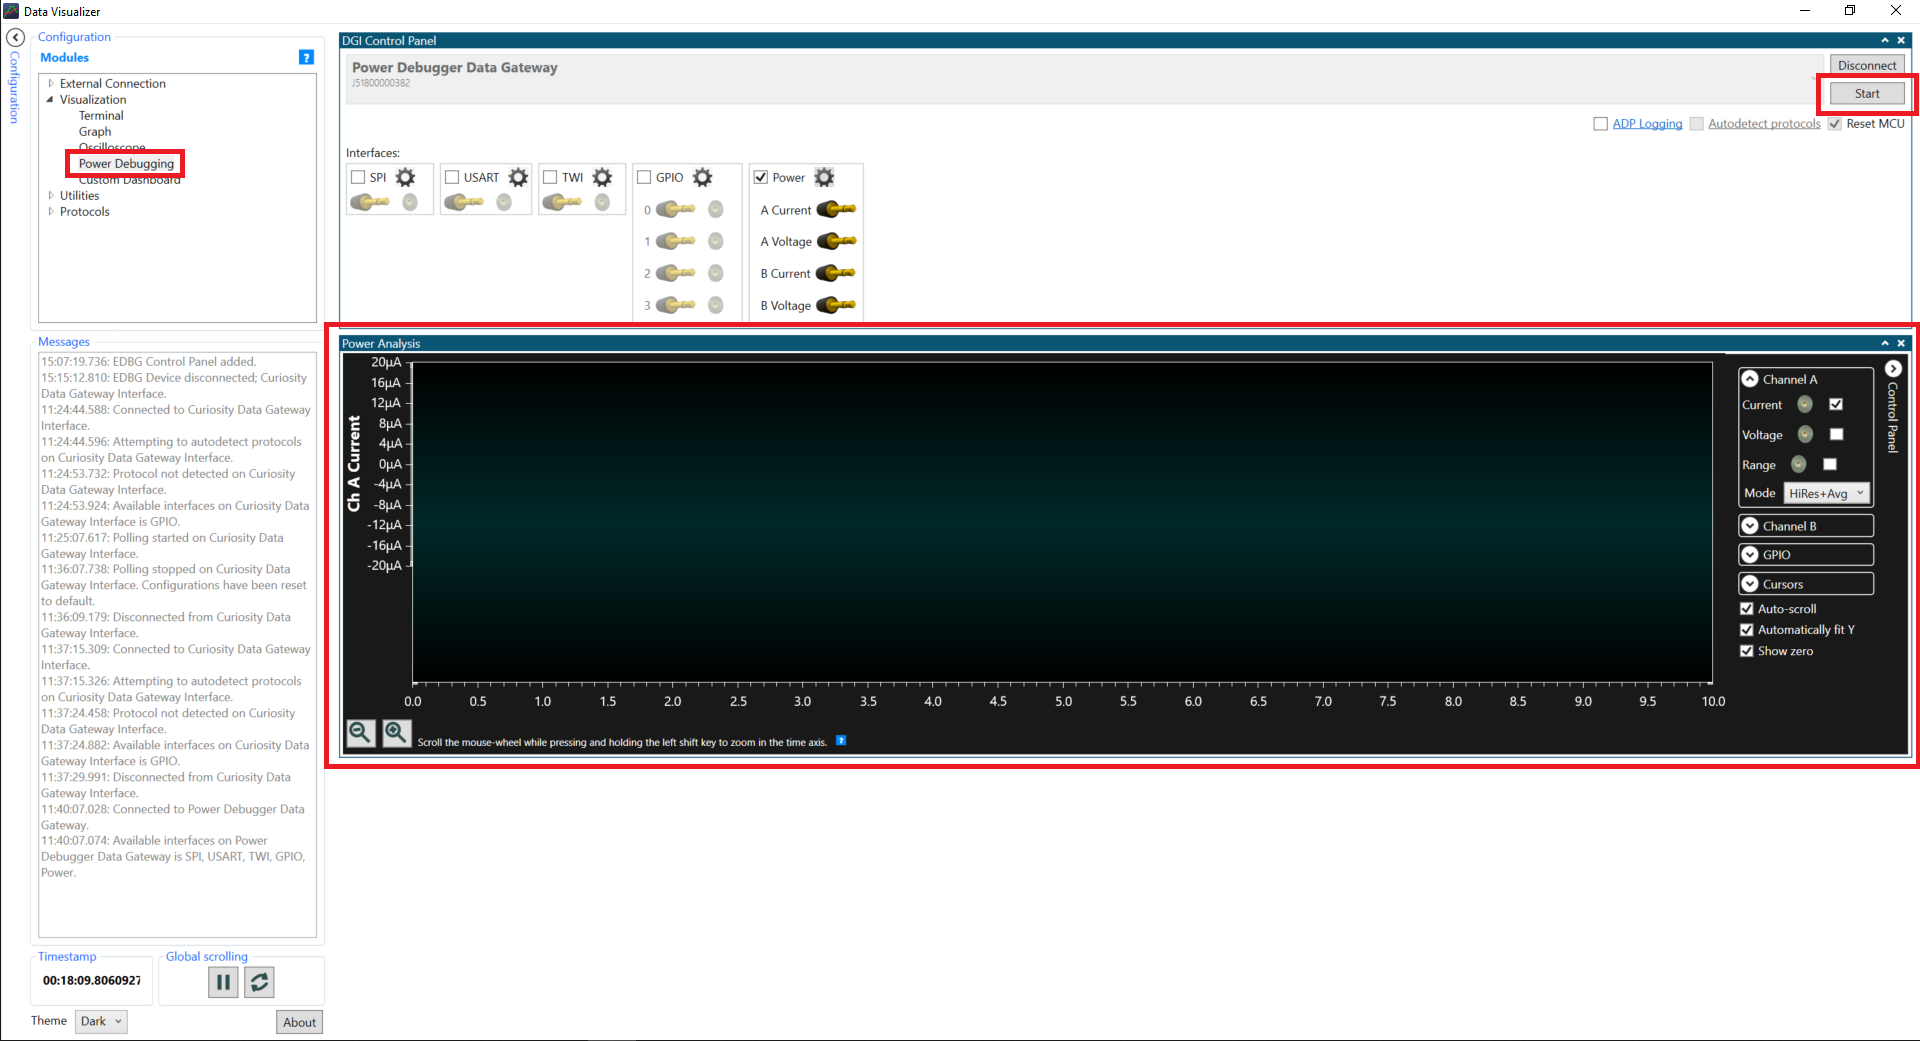 Data Visualizer
Configuration
Configuration
Modules
?
External Connection
Visualization
Terminal
Graph
Oscilloscope
Power Debugging
Custom Dashboard
Utilities
Protocols
Messages
15:07:19.736: EDBG Control Panel added.
15:15:12.810: EDBG Device disconnected; Curiosity
Data Gateway Interface.
11:24:44.588: Connected to Curiosity Data Gateway
Interface.
11:24:44.596: Attempting to autodetect protocols
on Curiosity Data Gateway Interface.
11:24:53.732: Protocol not detected on Curiosity
Data Gateway Interface.
11:24:53.924: Available interfaces on Curiosity Data
Gateway Interface is GPIO.
11:25:07.617: Polling started on Curiosity Data
Gateway Interface.
11:36:07.738: Polling stopped on Curiosity Data
Gateway Interface. Configurations have been reset
to default.
11:36:09.179: Disconnected from Curiosity Data
Gateway Interface.
11:37:15.309: Connected to Curiosity Data Gateway
Interface.
11:37:15.326: Attempting to autodetect protocols
on Curiosity Data Gateway Interface.
11:37:24.458: Protocol not detected on Curiosity
Data Gateway Interface.
11:37:24.882: Available interfaces on Curiosity Data
Gateway Interface is GPIO.
11:37:29.991: Disconnected from Curiosity Data
Gateway Interface.
11:40:07.028: Connected to Power Debugger Data
Gateway.
11:40:07.074: Available interfaces on Power
Debugger Data Gateway is SPI, USART, TWI, GPIO,
Power.
Timestamp
00:18:09.8060927
Global scrolling
Theme Dark
About
DGI Control Panel
Power Debugger Data Gateway
J51800000382
Disconnect
Start
ADP Logging Autodetect protocols Reset MCU
Interfaces:
SPI USART TWI GPIO Power
0 A Current
1 A Voltage
2 B Current
3 B Voltage
Power Analysis
Ch A Current
20µA
16µA
12µA
8µA
4µA
0µA
-4µA
-8µA
-12µA
-16µA
-20µA
0.0 0.5 1.0 1.5 2.0 2.5 3.0 3.5 4.0 4.5 5.0 5.5 6.0 6.5 7.0 7.5 8.0 8.5 9.0 9.5 10.0
Scroll the mouse-wheel while pressing and holding the left shift key to zoom in the time axis. ?
Channel A
Current
Voltage
Range
Mode HiRes+Avg
Channel B
GPIO
Cursors
Auto-scroll
Automatically fit Y
Show zero
Control Panel